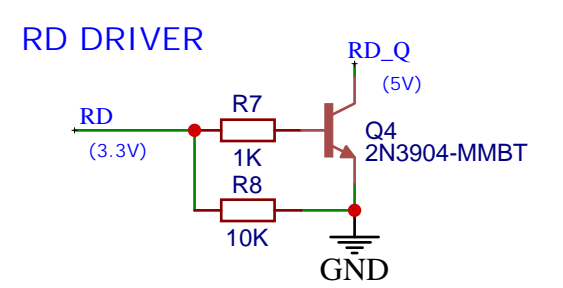 RD DRIVER
RD_Q
(5V)
R7
RD
Q4
(3.3V)
2N3904-MMBT
1K
R8
10K
GND